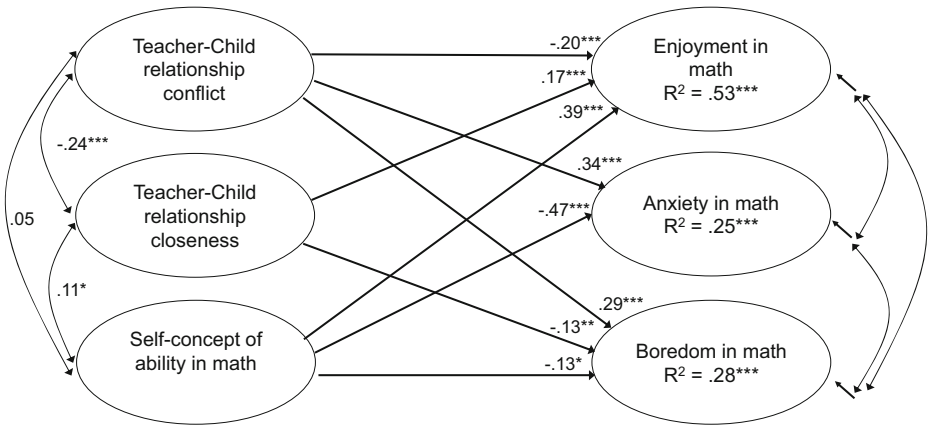 Teacher-Child
relationship
conflict
Teacher-Child
relationship
closeness
Self-concept of
ability in math
-.24***
.05
.11*
-.20***
.17***
.39***
.34***
-.47***
.29***
-.13**
-.13*
Enjoyment in
math
R² = .53***
Anxiety in math
R² = .25***
Boredom in math
R² = .28***